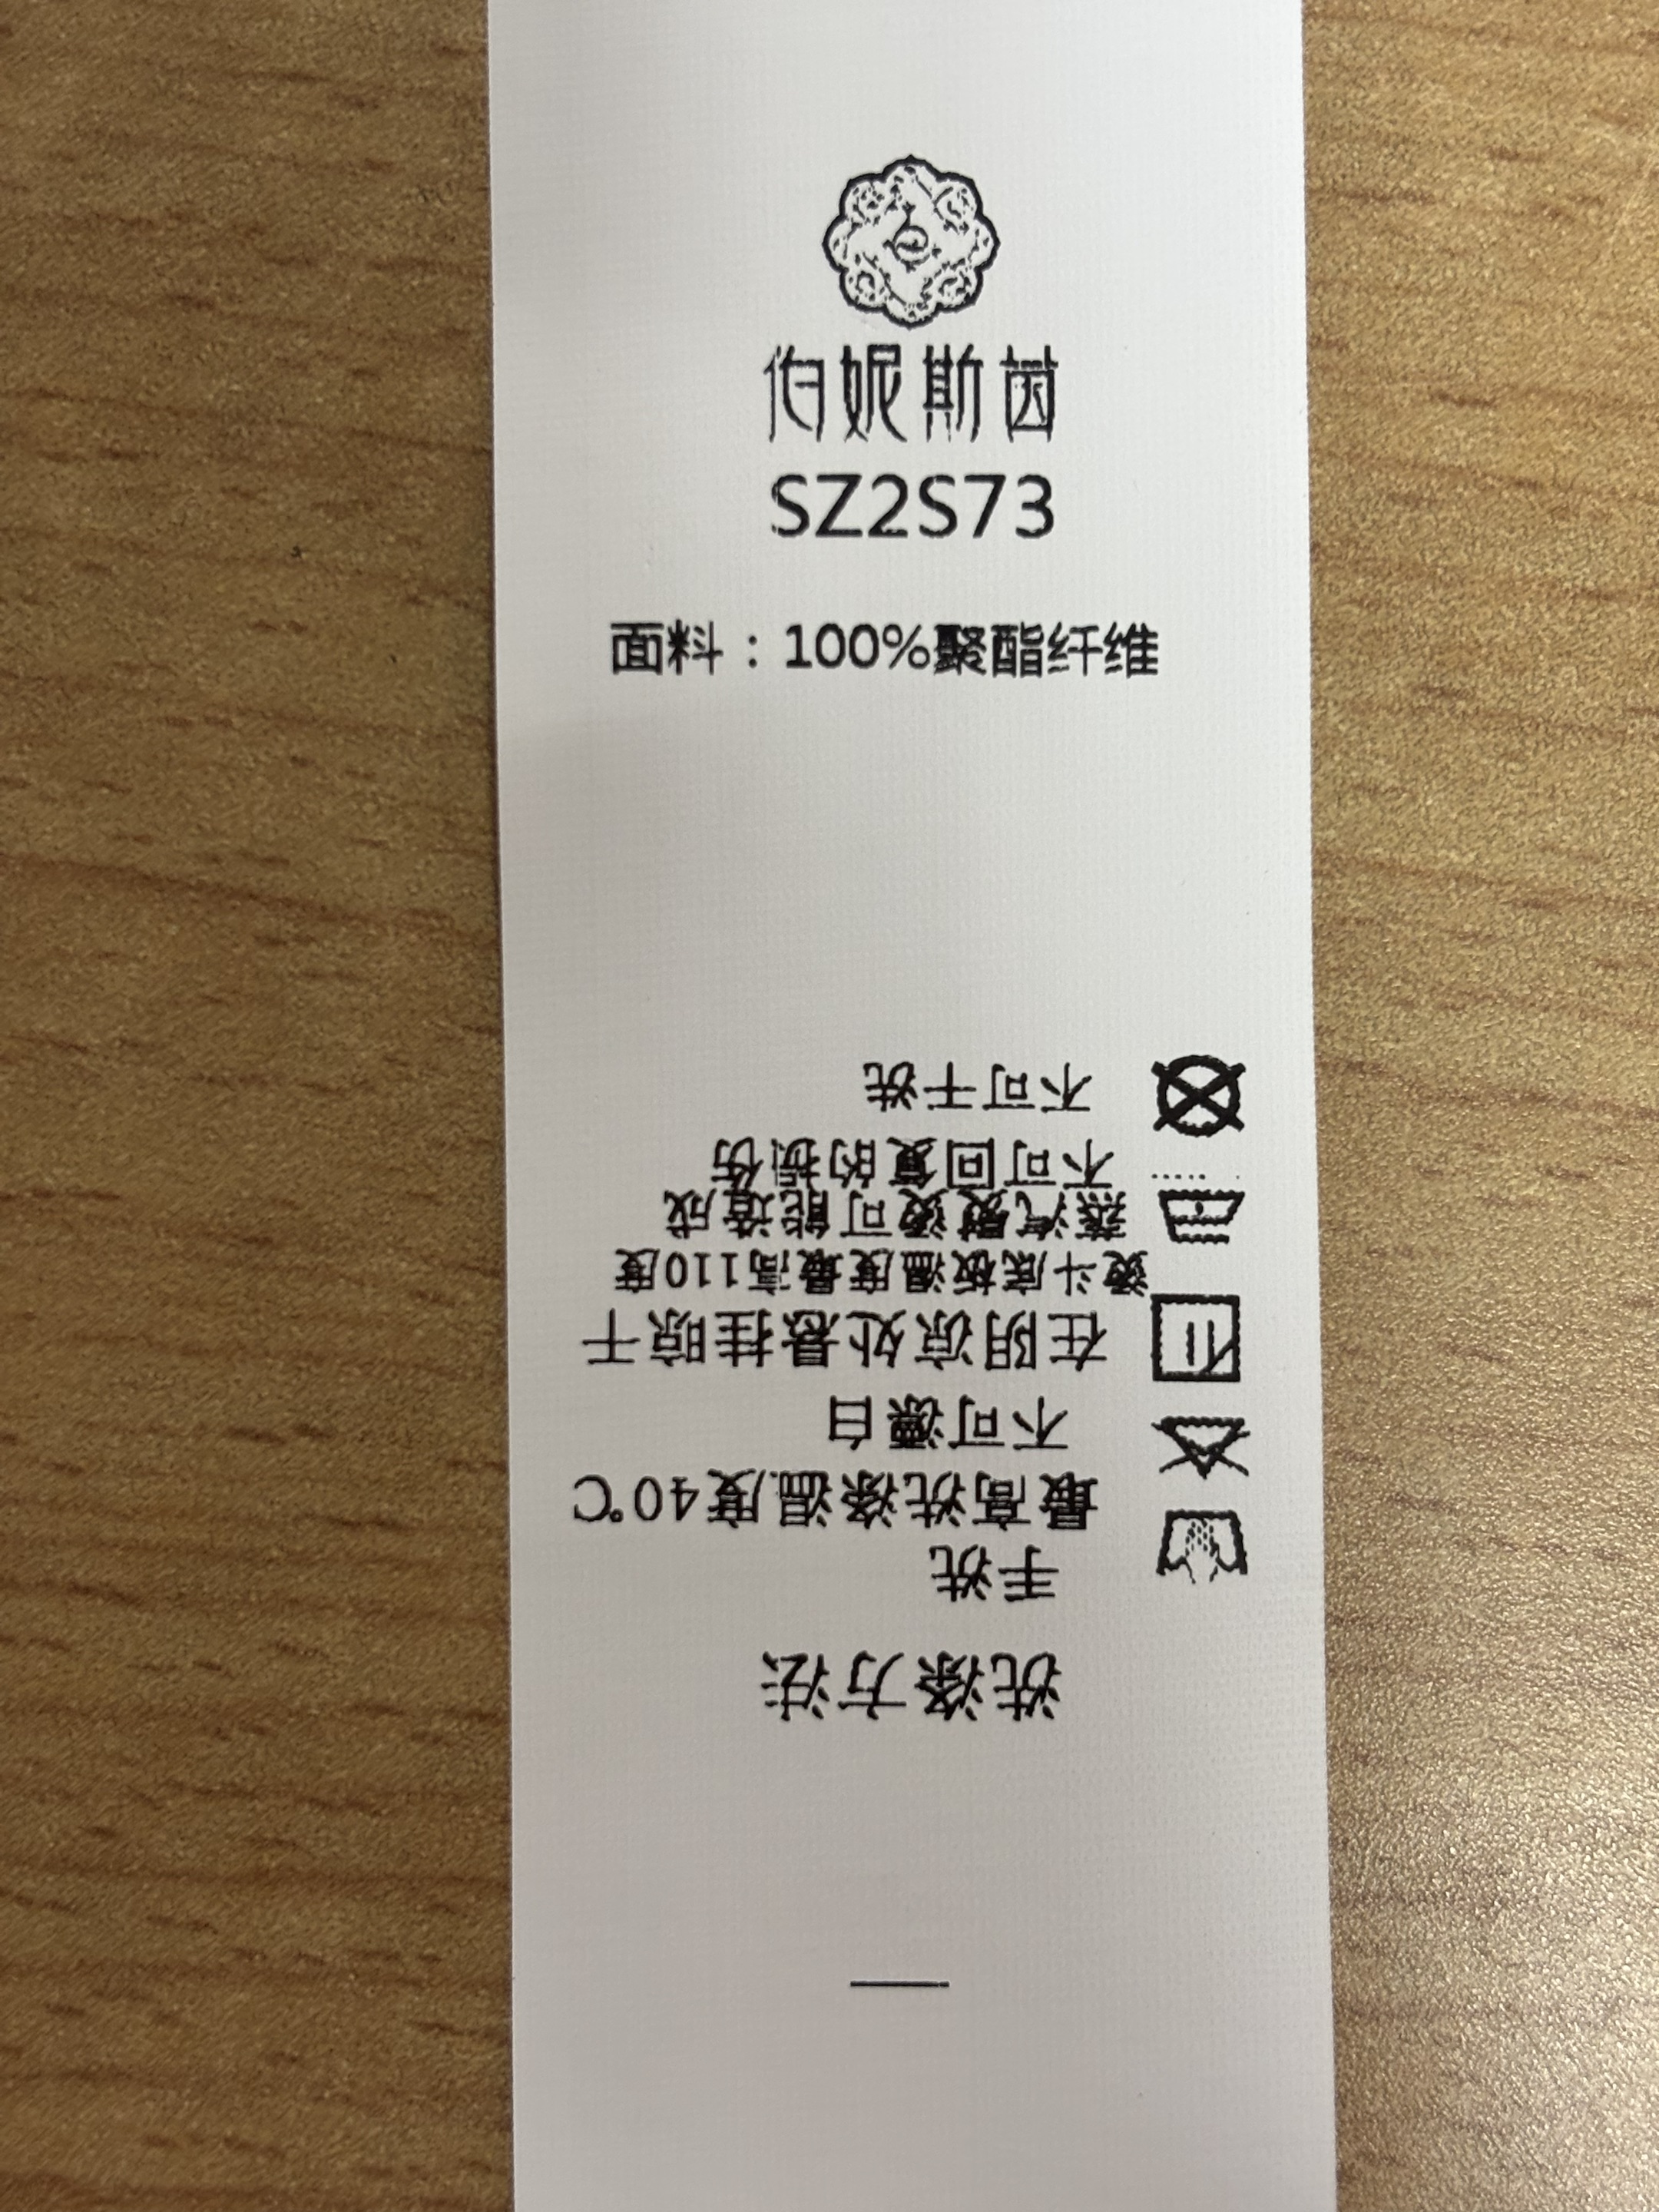 伯妮斯茵
SZ2S73
面料：100%聚酯纤维
洗涤方法
手洗
最高洗涤温度40℃
不可漂白
在阴凉处悬挂晾干
熨斗底板温度最高110度
蒸汽熨烫可能造成
不可回复的损伤
不可干洗